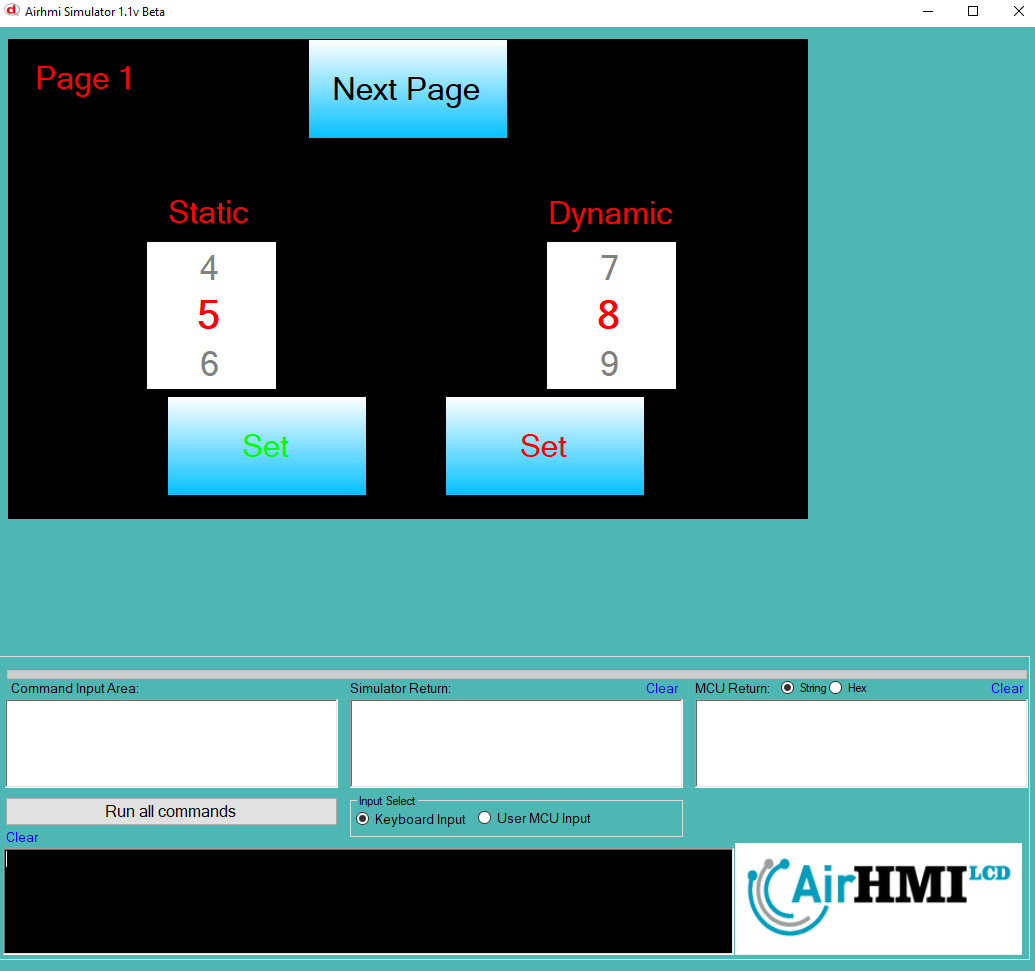 Airhmi Simulator 1.1v Beta
Page 1
Next Page
Static
Dynamic
4
5
6
7
8
9
Set
Set
Command Input Area:
Simulator Return:
Clear
MCU Return:
String
Hex
Clear
Run all commands
Input Select
Keyboard Input
User MCU Input
Clear
AirHMI LCD